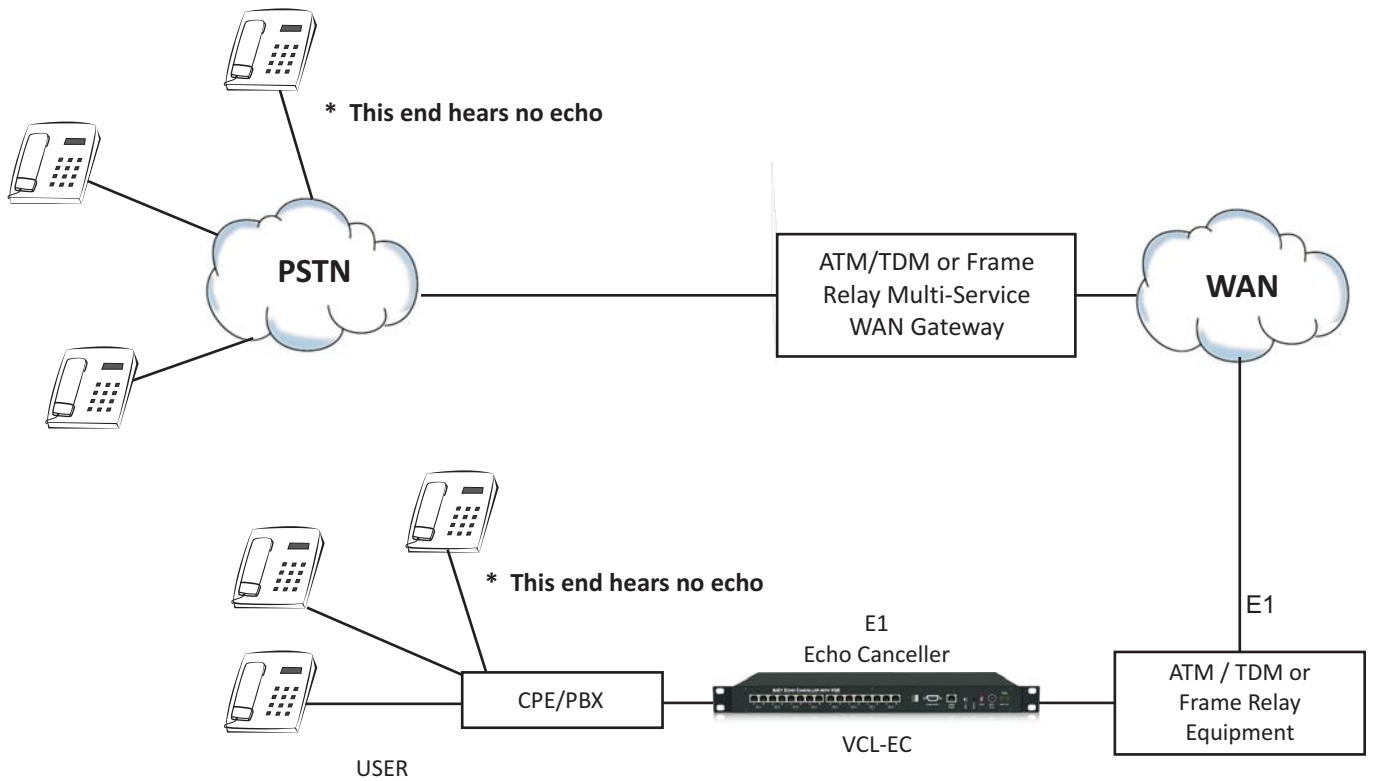 * This end hears no echo
PSTN
ATM/TDM or Frame
Relay Multi-Service
WAN Gateway
WAN
E1
* This end hears no echo
E1
Echo Canceller
CPE/PBX
VCL-EC
ATM / TDM or
Frame Relay
Equipment
USER